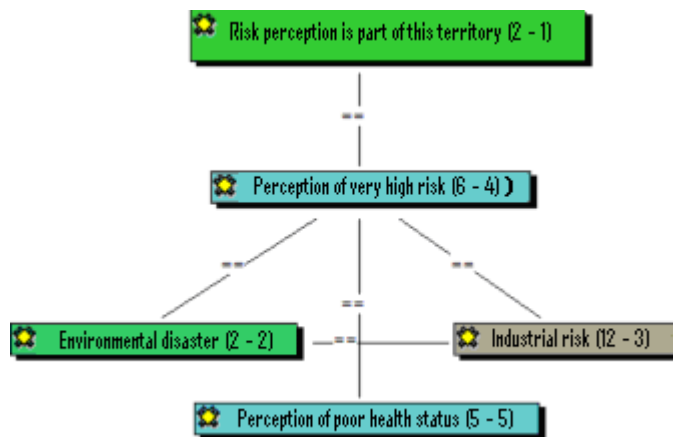 Risk perception is part of this territory (2 - 1)
==
Perception of very high risk (6 - 4) )
== ==
==
Environmental disaster (2 - 2) == Industrial risk (12 - 3)
Perception of poor health status (5 - 5)